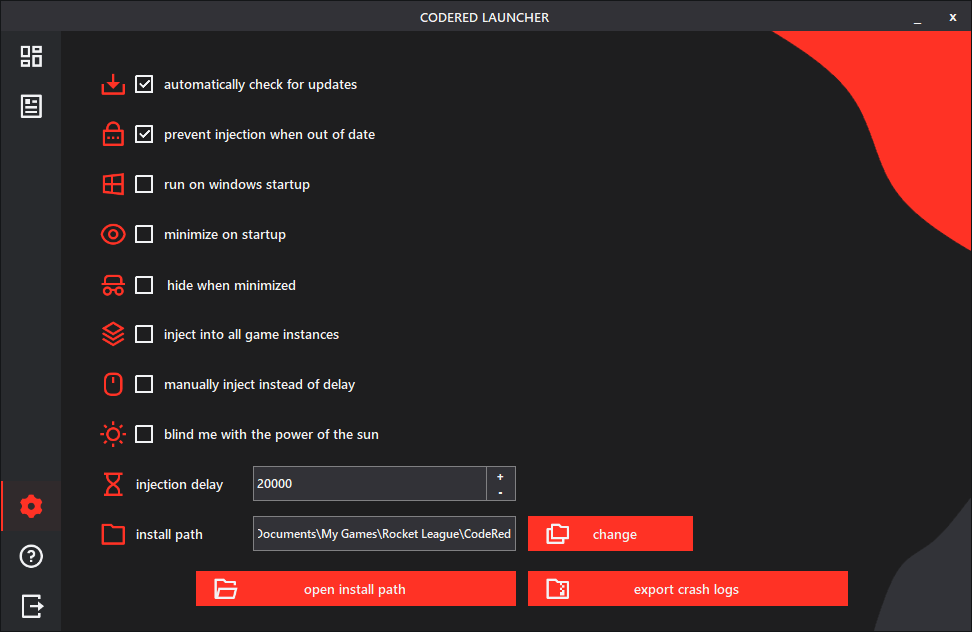 CODERED LAUNCHER
_ x
automatically check for updates
prevent injection when out of date
run on windows startup
minimize on startup
hide when minimized
inject into all game instances
manually inject instead of delay
blind me with the power of the sun
injection delay 20000 + -
install path Documents\My Games\Rocket League\CodeRed change
open install path export crash logs